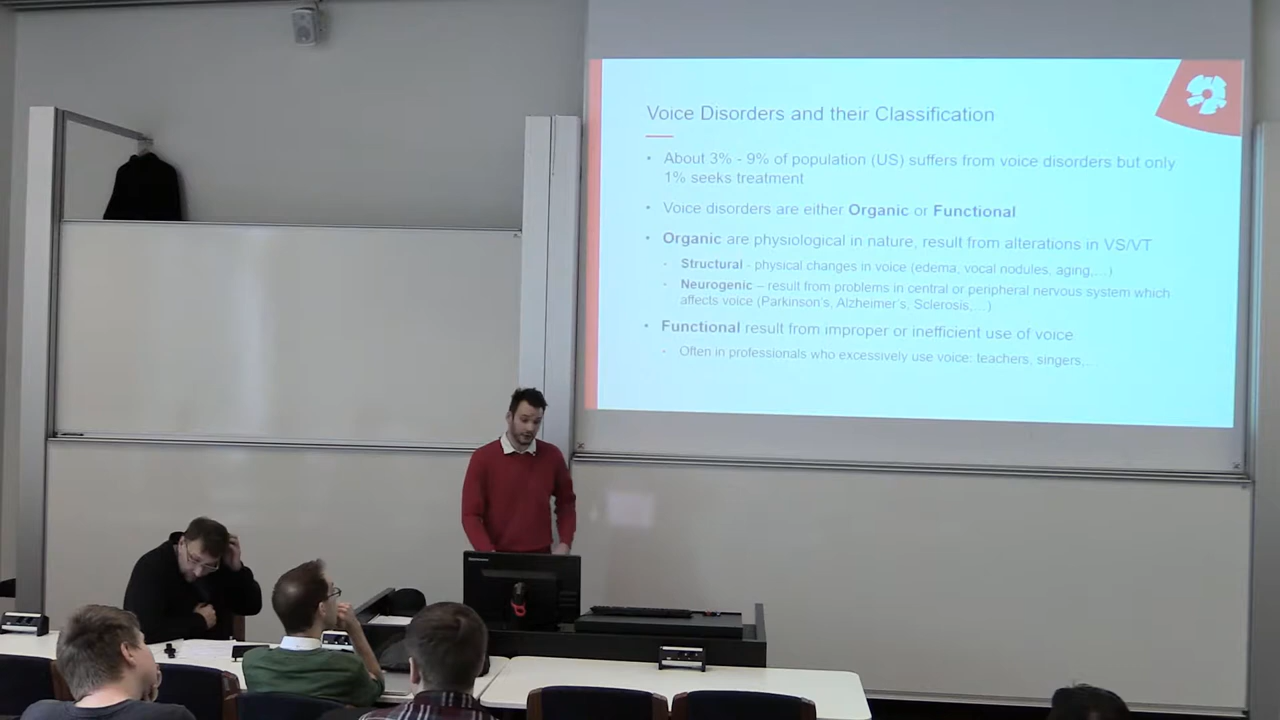 Voice Disorders and their Classification
• About 3% - 9% of population (US) suffers from voice disorders but only
1% seeks treatment
• Voice disorders are either Organic or Functional
• Organic are physiological in nature, result from alterations in VS/VT
- Structural - physical changes in voice (edema, vocal nodules, aging,...)
- Neurogenic – result from problems in central or peripheral nervous system which
affects voice (Parkinson's, Alzheimer's, Sclerosis,...)
• Functional result from improper or inefficient use of voice
- Often in professionals who excessively use voice: teachers, singers,...